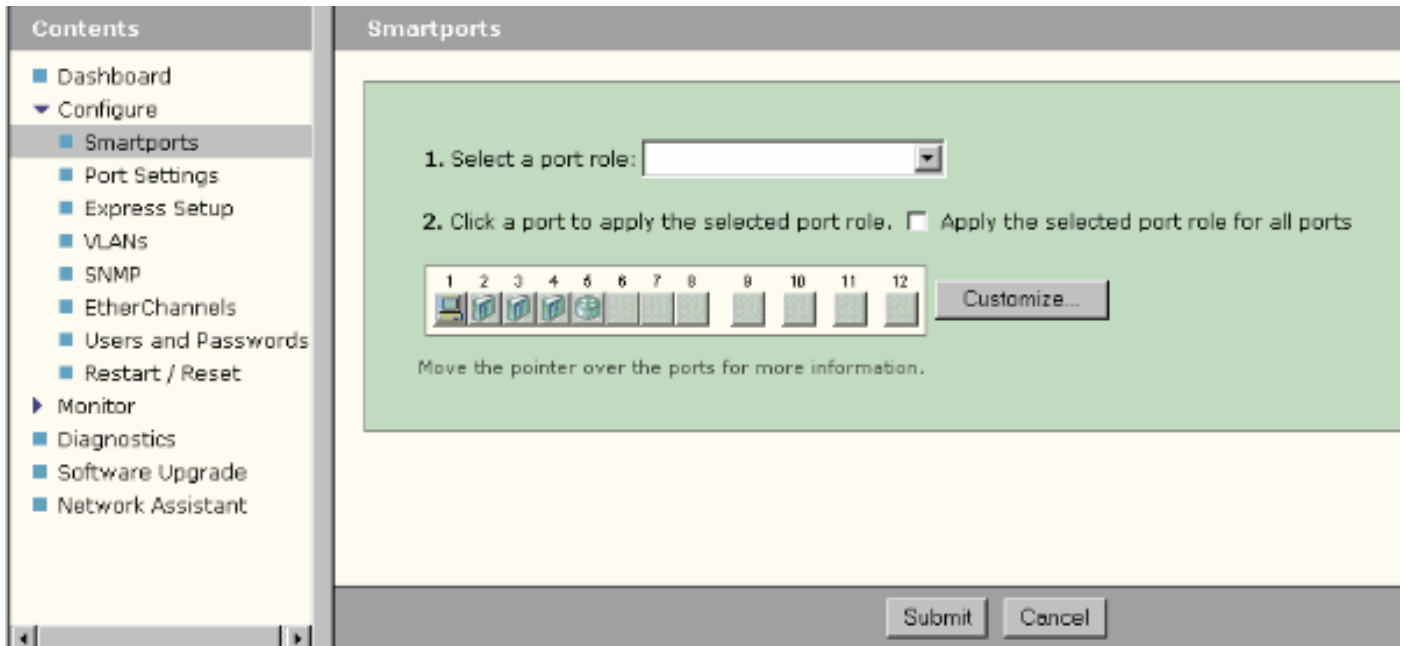 Contents
Dashboard
Configure
Smartports
Port Settings
Express Setup
VLANs
SNMP
EtherChannels
Users and Passwords
Restart / Reset
Monitor
Diagnostics
Software Upgrade
Network Assistant
Smartports
1. Select a port role:
2. Click a port to apply the selected port role. Apply the selected port role for all ports
1 2 3 4 5 6 7 8 9 10 11 12
Customize...
Move the pointer over the ports for more information.
Submit Cancel